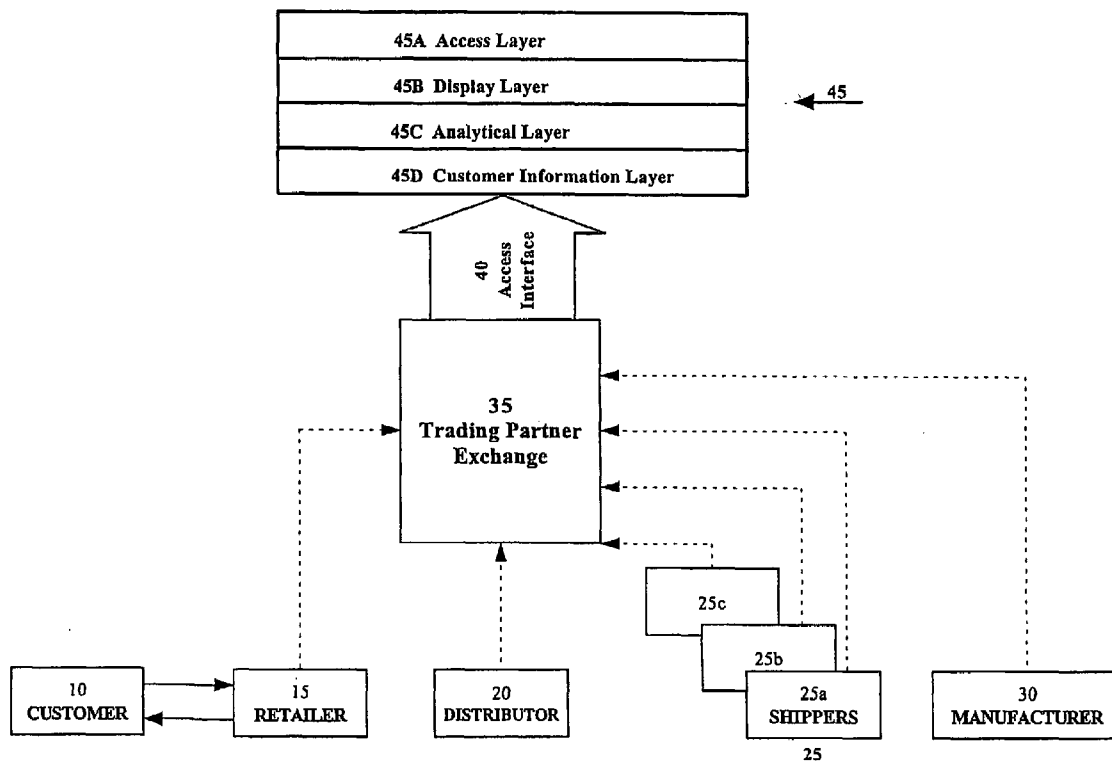 45A Access Layer
45B Display Layer
45
45C Analytical Layer
45D Customer Information Layer
40
Access
Interface
35
Trading Partner
Exchange
25c
25b
10
CUSTOMER
15
RETAILER
20
DISTRIBUTOR
25a
SHIPPERS
30
MANUFACTURER
25